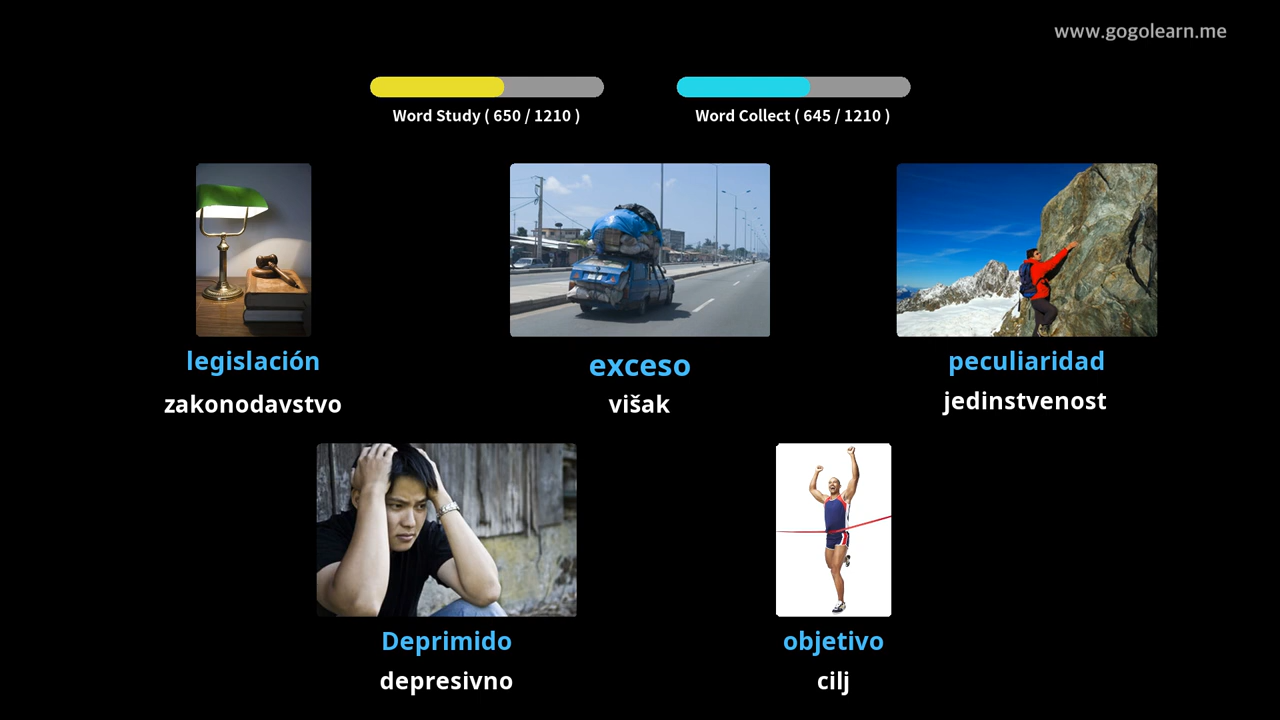 www.gogolearn.me
Word Study ( 650 / 1210 )
Word Collect ( 645 / 1210 )
legislación
zakonodavstvo
exceso
višak
peculiaridad
jedinstvenost
Deprimido
depresivno
objetivo
cilj